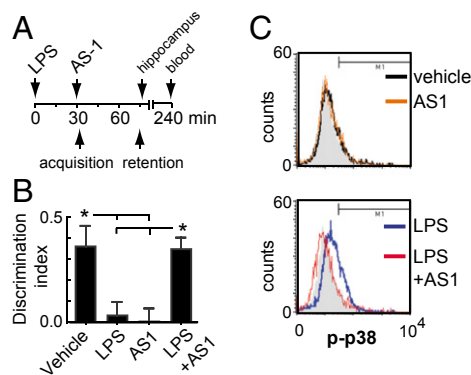 A
LPS
AS-1
hippocampus
blood
0 30 60 240 min
acquisition retention
B
Discrimination
index
0.5
0.0
* *
Vehicle
LPS
AS1
LPS
+AS1
C
60
counts
0
M1
vehicle
AS1
60
counts
0
M1
LPS
LPS
+AS1
0 p-p38 10⁴